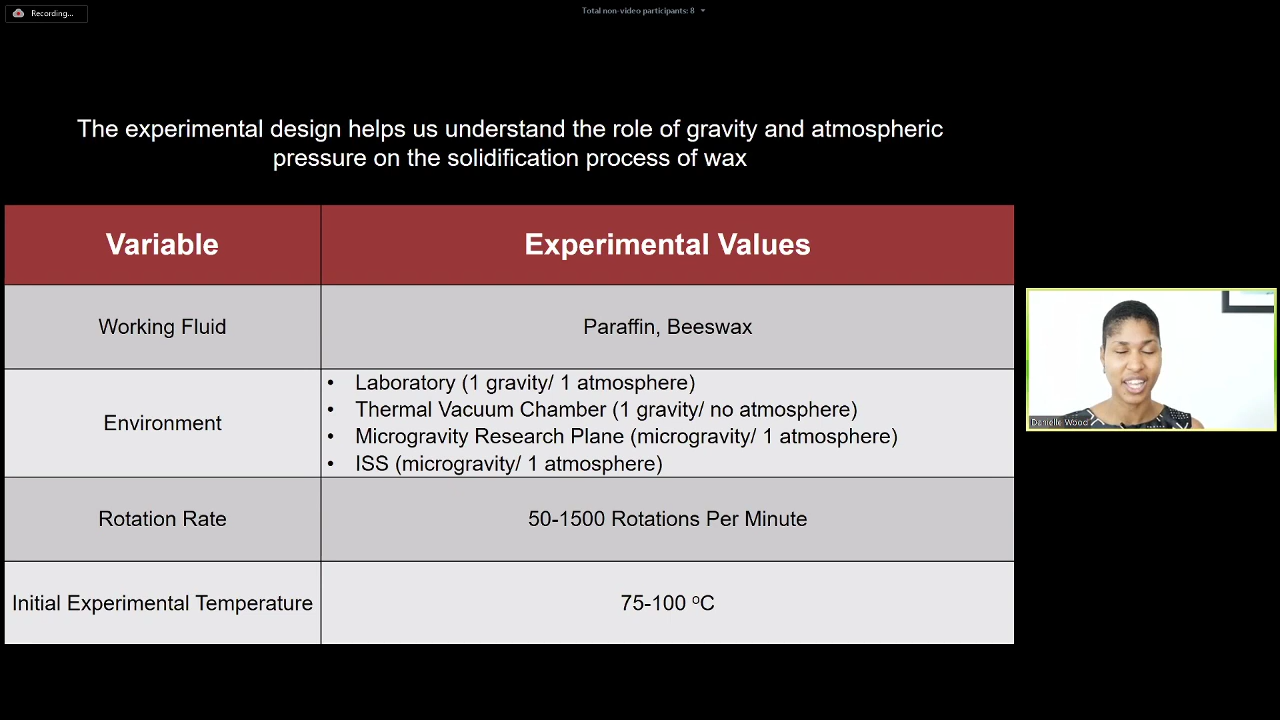 Recording...
Total non-video participants: 8
The experimental design helps us understand the role of gravity and atmospheric
pressure on the solidification process of wax
Variable
Experimental Values
Working Fluid
Paraffin, Beeswax
Environment
• Laboratory (1 gravity/ 1 atmosphere)
• Thermal Vacuum Chamber (1 gravity/ no atmosphere)
• Microgravity Research Plane (microgravity/ 1 atmosphere)
• ISS (microgravity/ 1 atmosphere)
Rotation Rate
50-1500 Rotations Per Minute
Initial Experimental Temperature
75-100 ºC
Danielle Wood